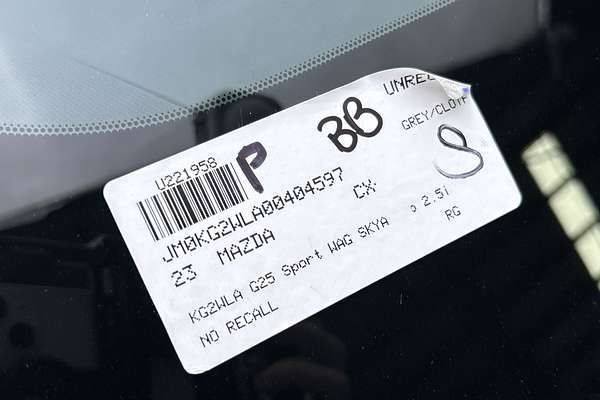 U221958 P BB UNREG
GREY/CLOTH
JM0KG2WLA00404597
8
23 MAZDA CX-
KG2WLA G25 Sport WAG SKYA 2.5i
NO RECALL RG